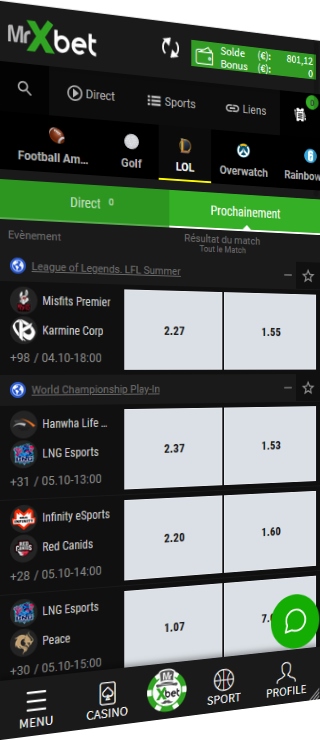 MrXbet
Solde (€): 801,12
Bonus (€): 0
Direct
Sports
Liens
0
Football Am...
Golf
LOL
Overwatch
Rainbow
Direct 0
Prochainement
Evènement
Résultat du match
Tout le Match
League of Legends. LFL Summer
Misfits Premier
Karmine Corp
2.27
1.55
+98 / 04.10-18:00
World Championship Play-In
Hanwha Life ...
LNG Esports
2.37
1.53
+31 / 05.10-13:00
Infinity eSports
Red Canids
2.20
1.60
+28 / 05.10-14:00
LNG Esports
Peace
1.07
+30 / 05.10-15:00
MENU
CASINO
Mr
Xbet
SPORT
PROFILE